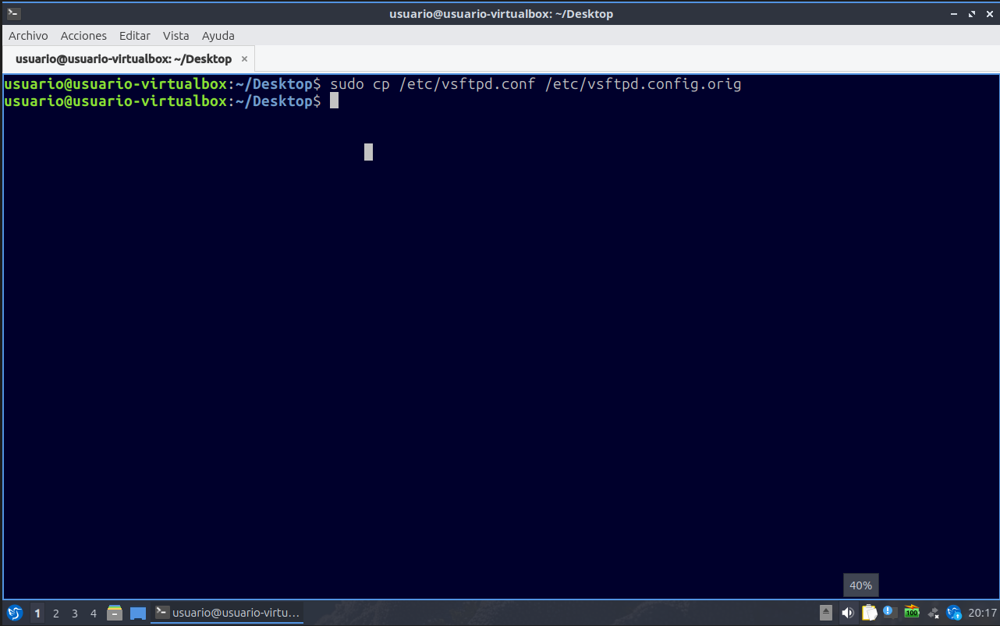 usuario@usuario-virtualbox: ~/Desktop
Archivo Acciones Editar Vista Ayuda
usuario@usuario-virtualbox: ~/Desktop ×
usuario@usuario-virtualbox:~/Desktop$ sudo cp /etc/vsftpd.conf /etc/vsftpd.config.orig
usuario@usuario-virtualbox:~/Desktop$
40%
1 2 3 4 usuario@usuario-virtu... 100 20:17